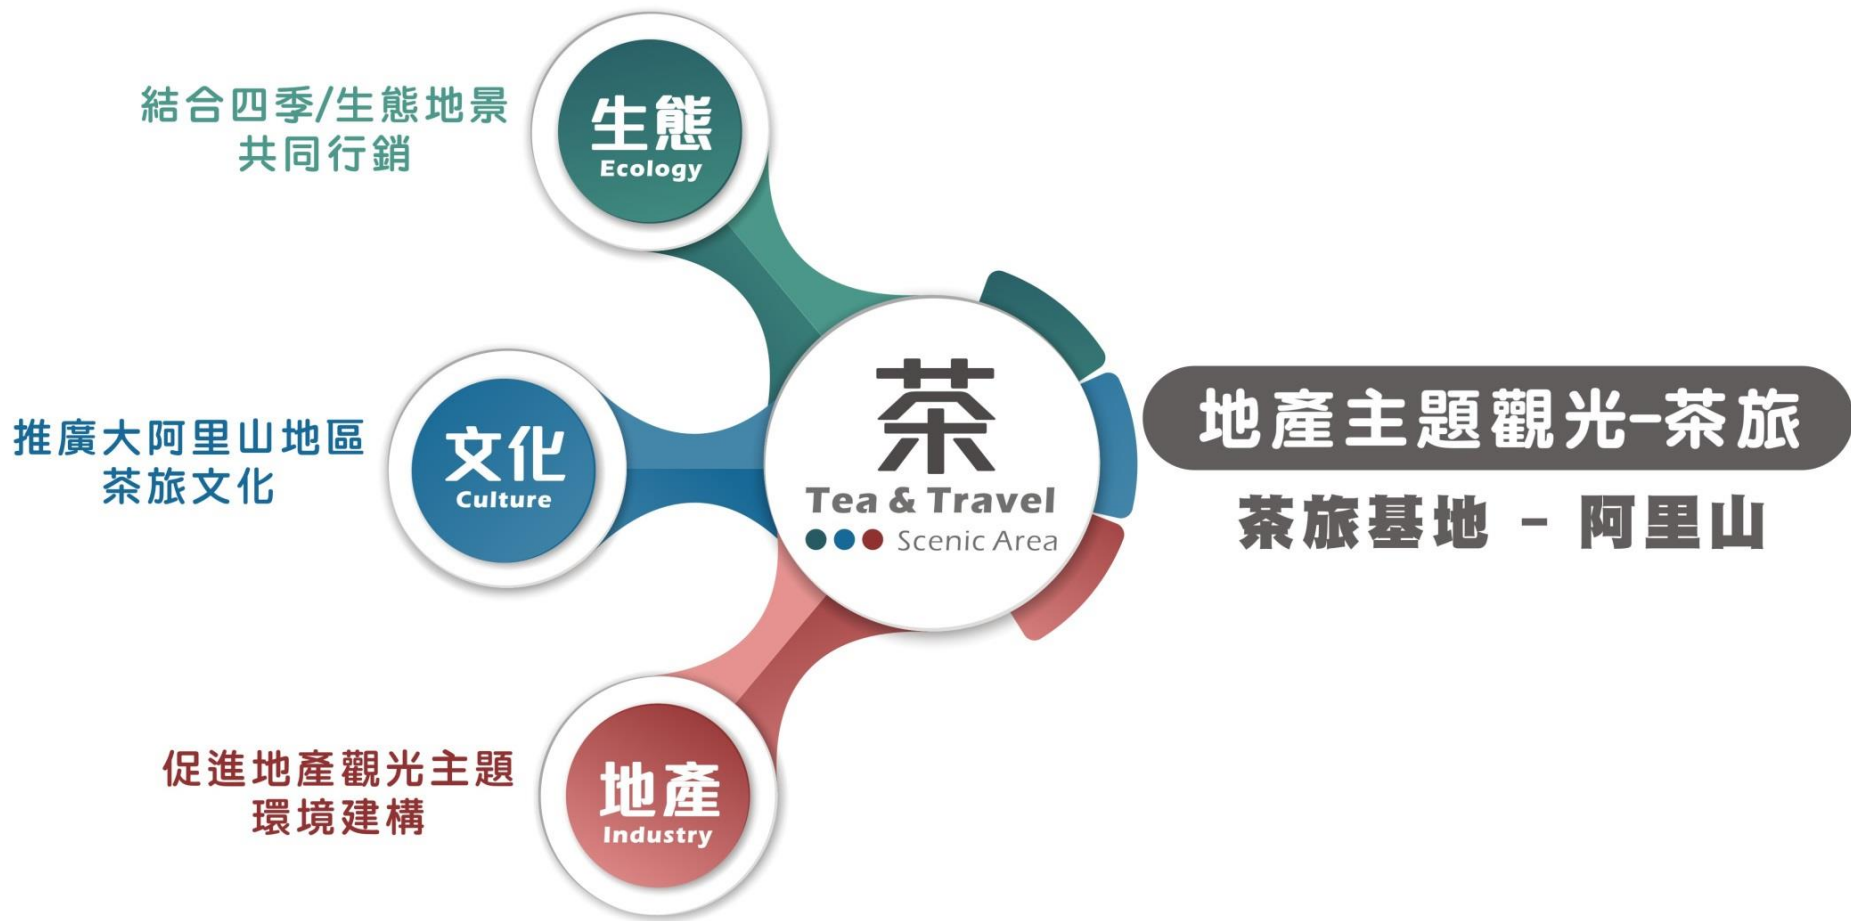 結合四季/生態地景
共同行銷
生態
Ecology
推廣大阿里山地區
茶旅文化
文化
Culture
促進地產觀光主題
環境建構
地產
Industry
茶
Tea & Travel
Scenic Area
地產主題觀光-茶旅
茶旅基地 - 阿里山